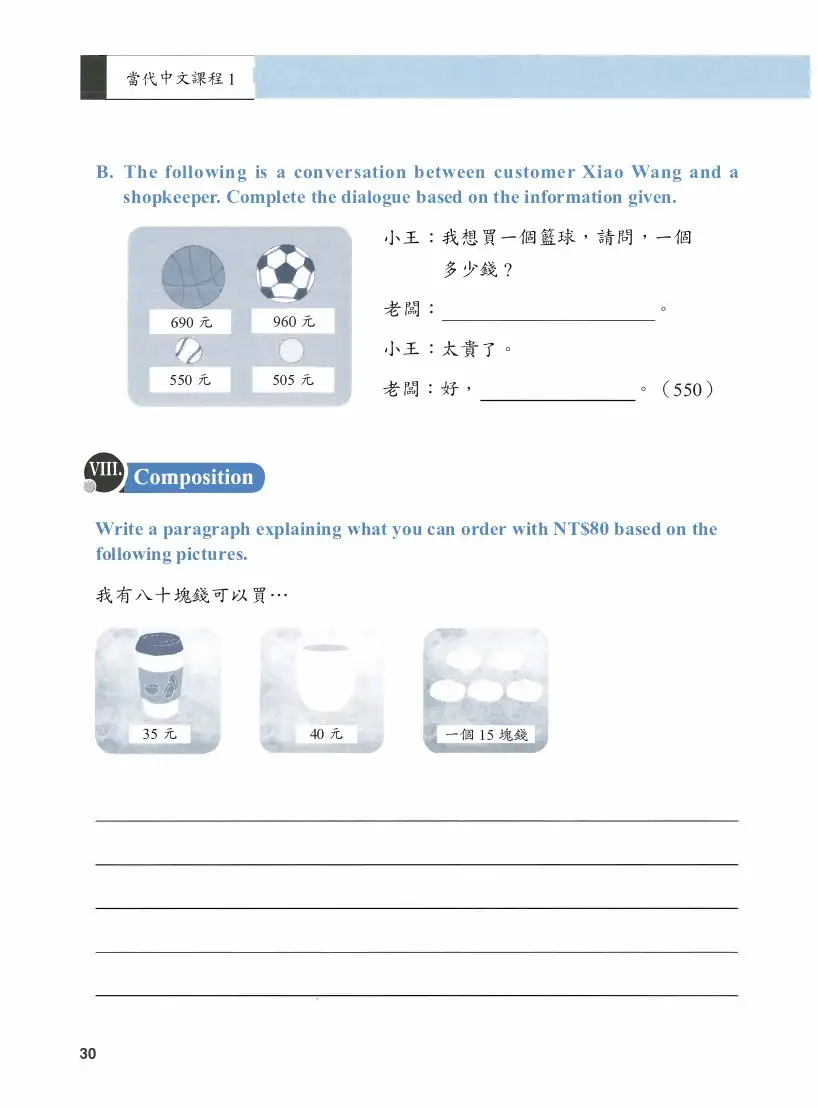 當代中文課程 1
B. The following is a conversation between customer Xiao Wang and a
shopkeeper. Complete the dialogue based on the information given.
690 元
960 元
550 元
505 元
小王：我想買一個籃球，請問，一個
多少錢？
老闆：＿＿＿＿＿＿＿＿＿＿。
小王：太貴了。
老闆：好，＿＿＿＿＿＿＿＿。（550）
VIII. Composition
Write a paragraph explaining what you can order with NT$80 based on the
following pictures.
我有八十塊錢可以買…
35 元
40 元
一個 15 塊錢
30